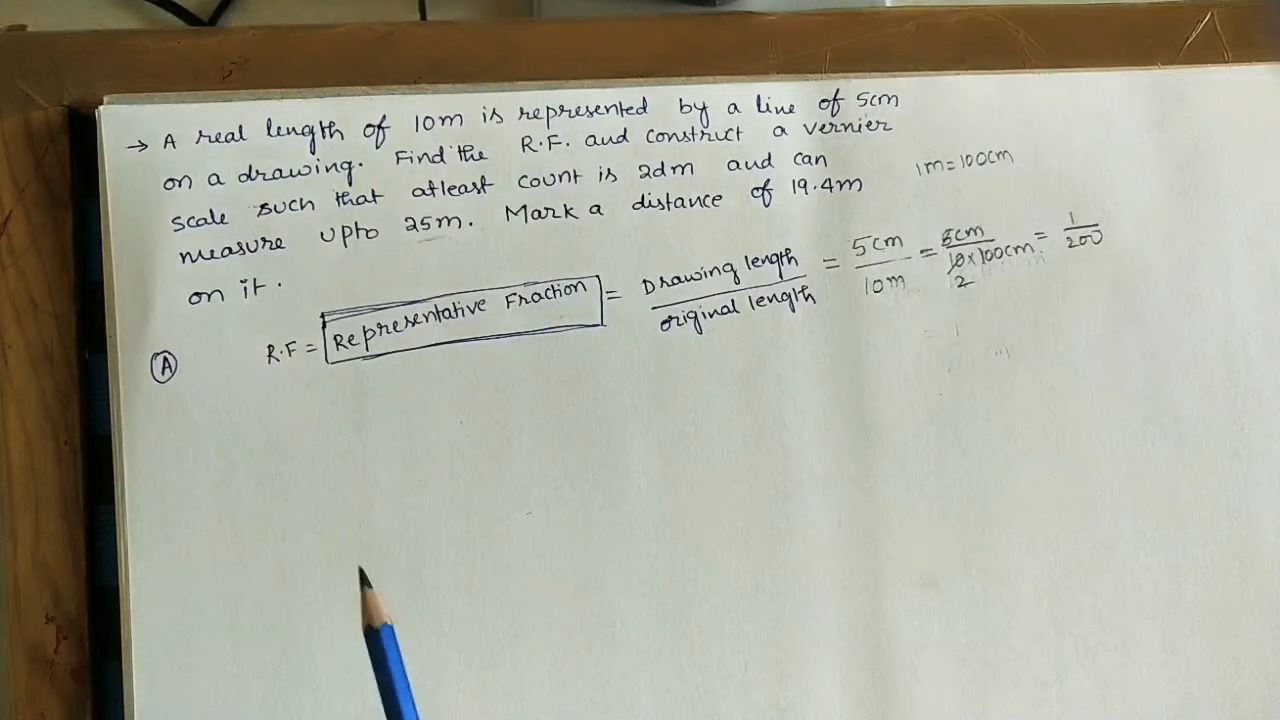 → A real length of 10m is represented by a line of 5cm
on a drawing. Find the R.F. and construct a vernier
scale such that atleast count is 2dm and can
measure upto 25m. Mark a distance of 19.4m
on it.
1m=100cm
Ⓐ R.F = Representative Fraction = Drawing length / original length = 5cm / 10m = 5cm / 10×100cm = 1 / 200
2